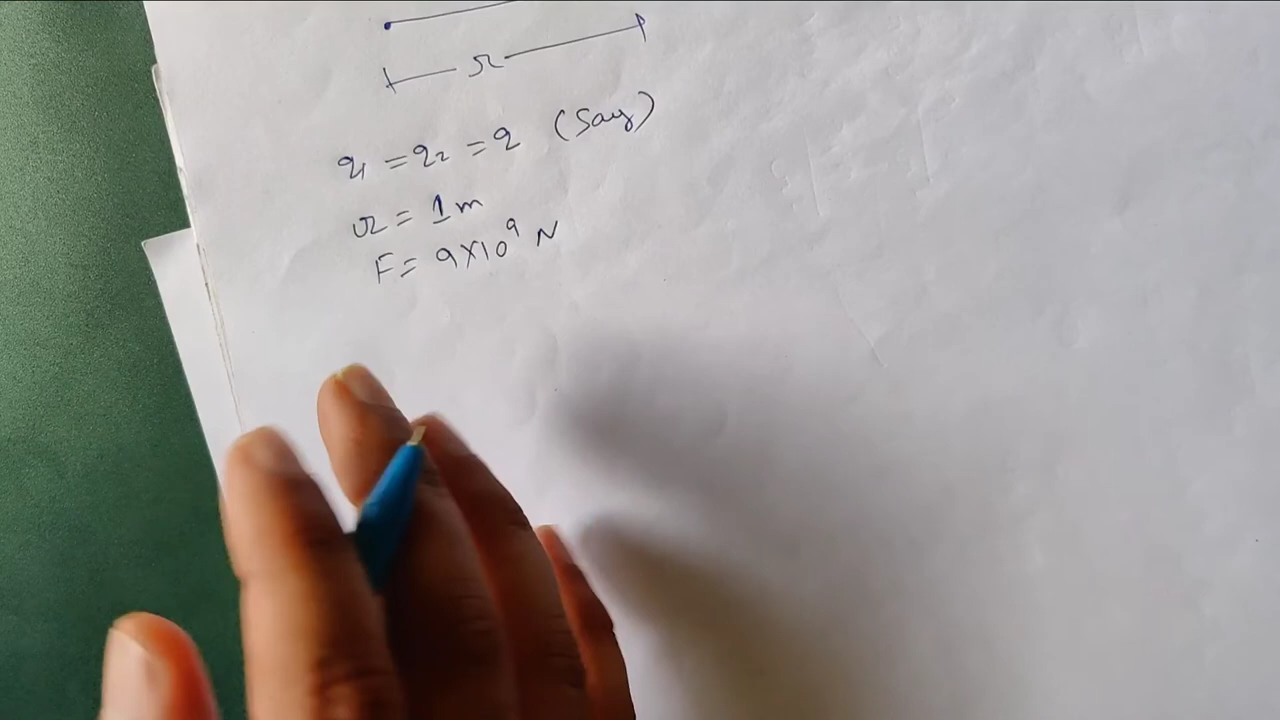 r
q₁ = q₂ = q (Say)
r = 1 m
F = 9×10⁹ N